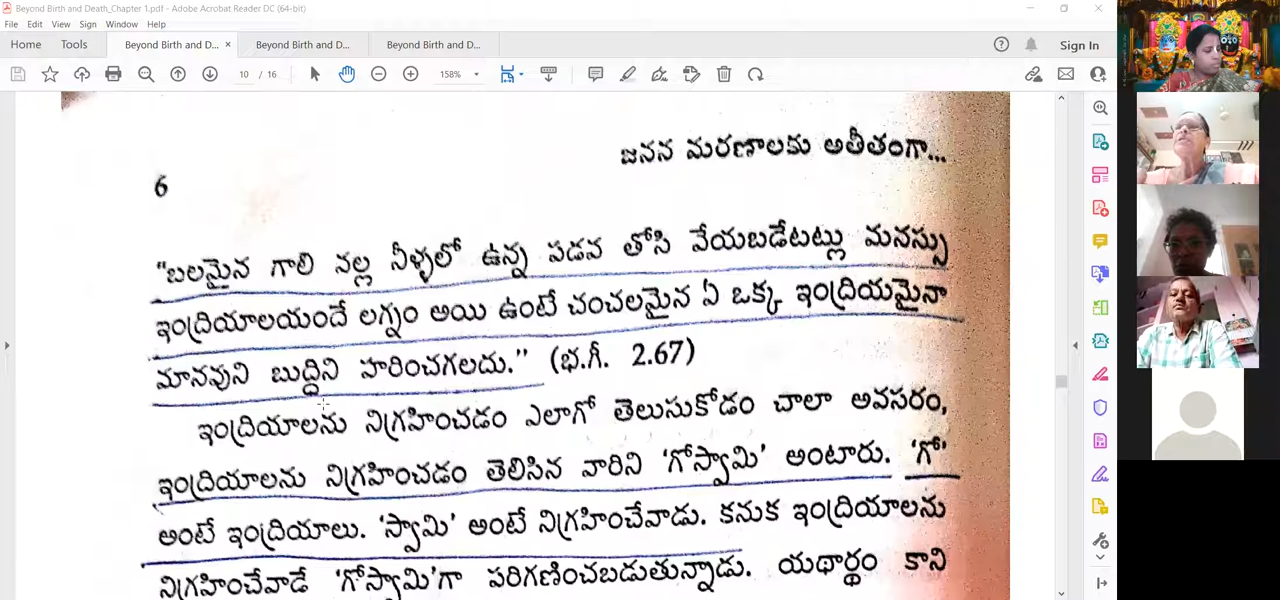 Beyond Birth and Death_Chapter 1.pdf - Adobe Acrobat Reader DC (64-bit)
File Edit View Sign Window Help
Home Tools Beyond Birth and D... × Beyond Birth and D... Beyond Birth and D... Sign In
10 / 16 158%
జనన మరణాలకు అతీతంగా...
6
"బలమైన గాలి వల్ల నీళ్ళలో ఉన్న పడవ తోసి వేయబడేటట్లు మనస్సు
ఇంద్రియాలయందే లగ్నం అయి ఉంటే చంచలమైన ఏ ఒక్క ఇంద్రియమైనా
మానవుని బుద్ధిని హరించగలదు." (భ.గీ. 2.67)
ఇంద్రియాలను నిగ్రహించడం ఎలాగో తెలుసుకోడం చాలా అవసరం,
ఇంద్రియాలను నిగ్రహించడం తెలిసిన వారిని 'గోస్వామి' అంటారు. 'గో'
అంటే ఇంద్రియాలు. 'స్వామి' అంటే నిగ్రహించేవాడు. కనుక ఇంద్రియాలను
నిగ్రహించేవాడే 'గోస్వామి'గా పరిగణించబడుతున్నాడు. యథార్థం కాని